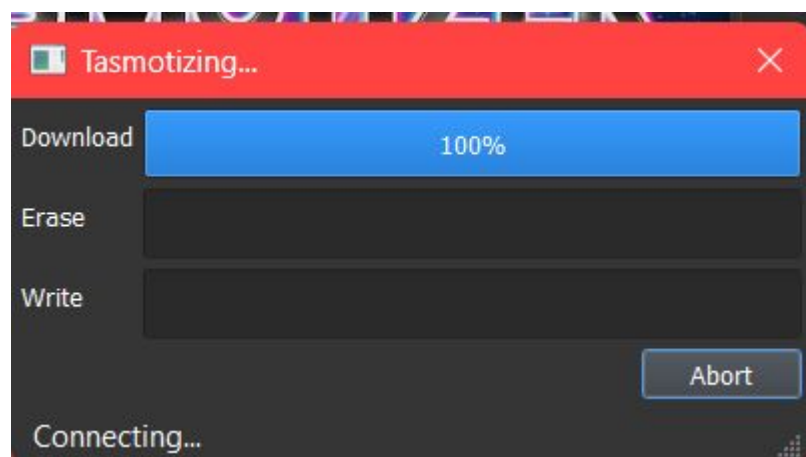 Tasmotizing...
Download 100%
Erase
Write
Abort
Connecting...